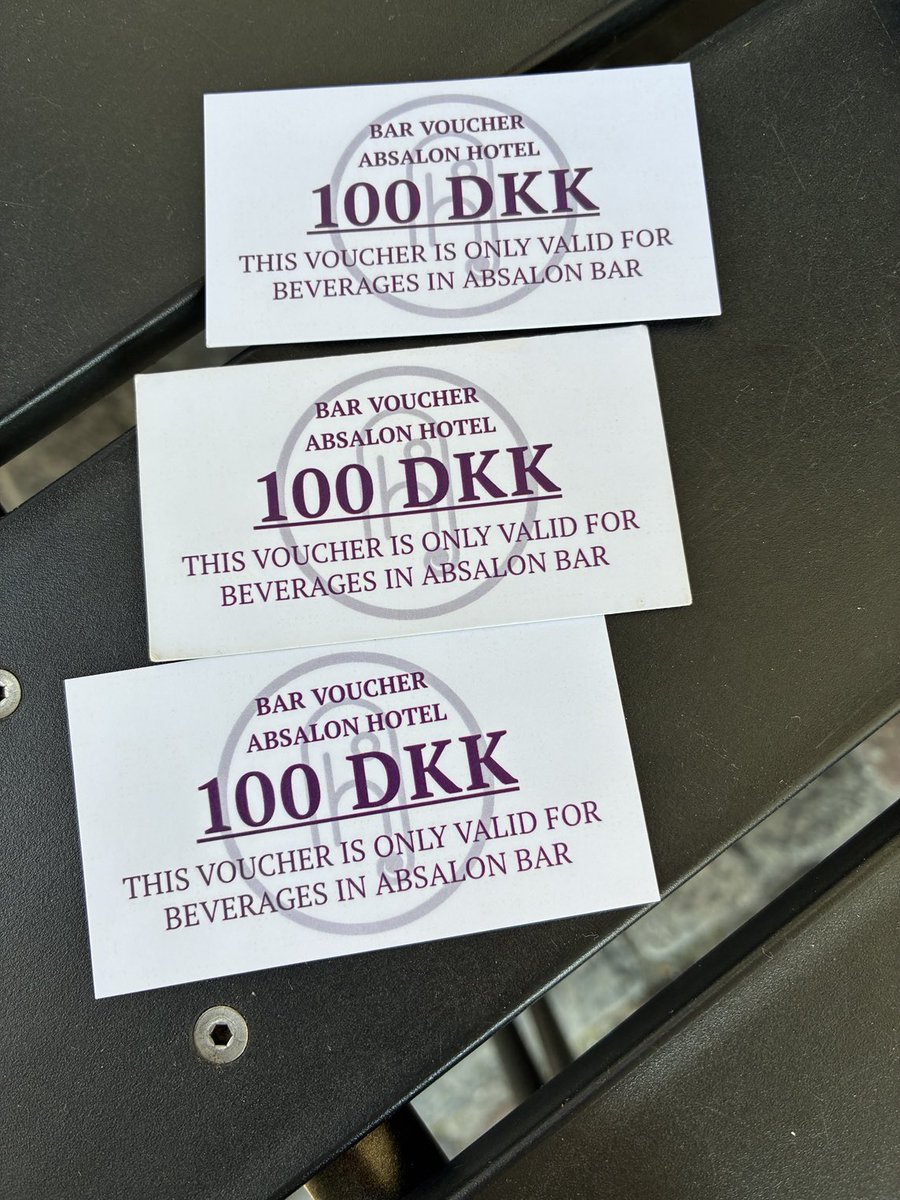 BAR VOUCHER
ABSALON HOTEL
100 DKK
THIS VOUCHER IS ONLY VALID FOR
BEVERAGES IN ABSALON BAR
BAR VOUCHER
ABSALON HOTEL
100 DKK
THIS VOUCHER IS ONLY VALID FOR
BEVERAGES IN ABSALON BAR
BAR VOUCHER
ABSALON HOTEL
100 DKK
THIS VOUCHER IS ONLY VALID FOR
BEVERAGES IN ABSALON BAR